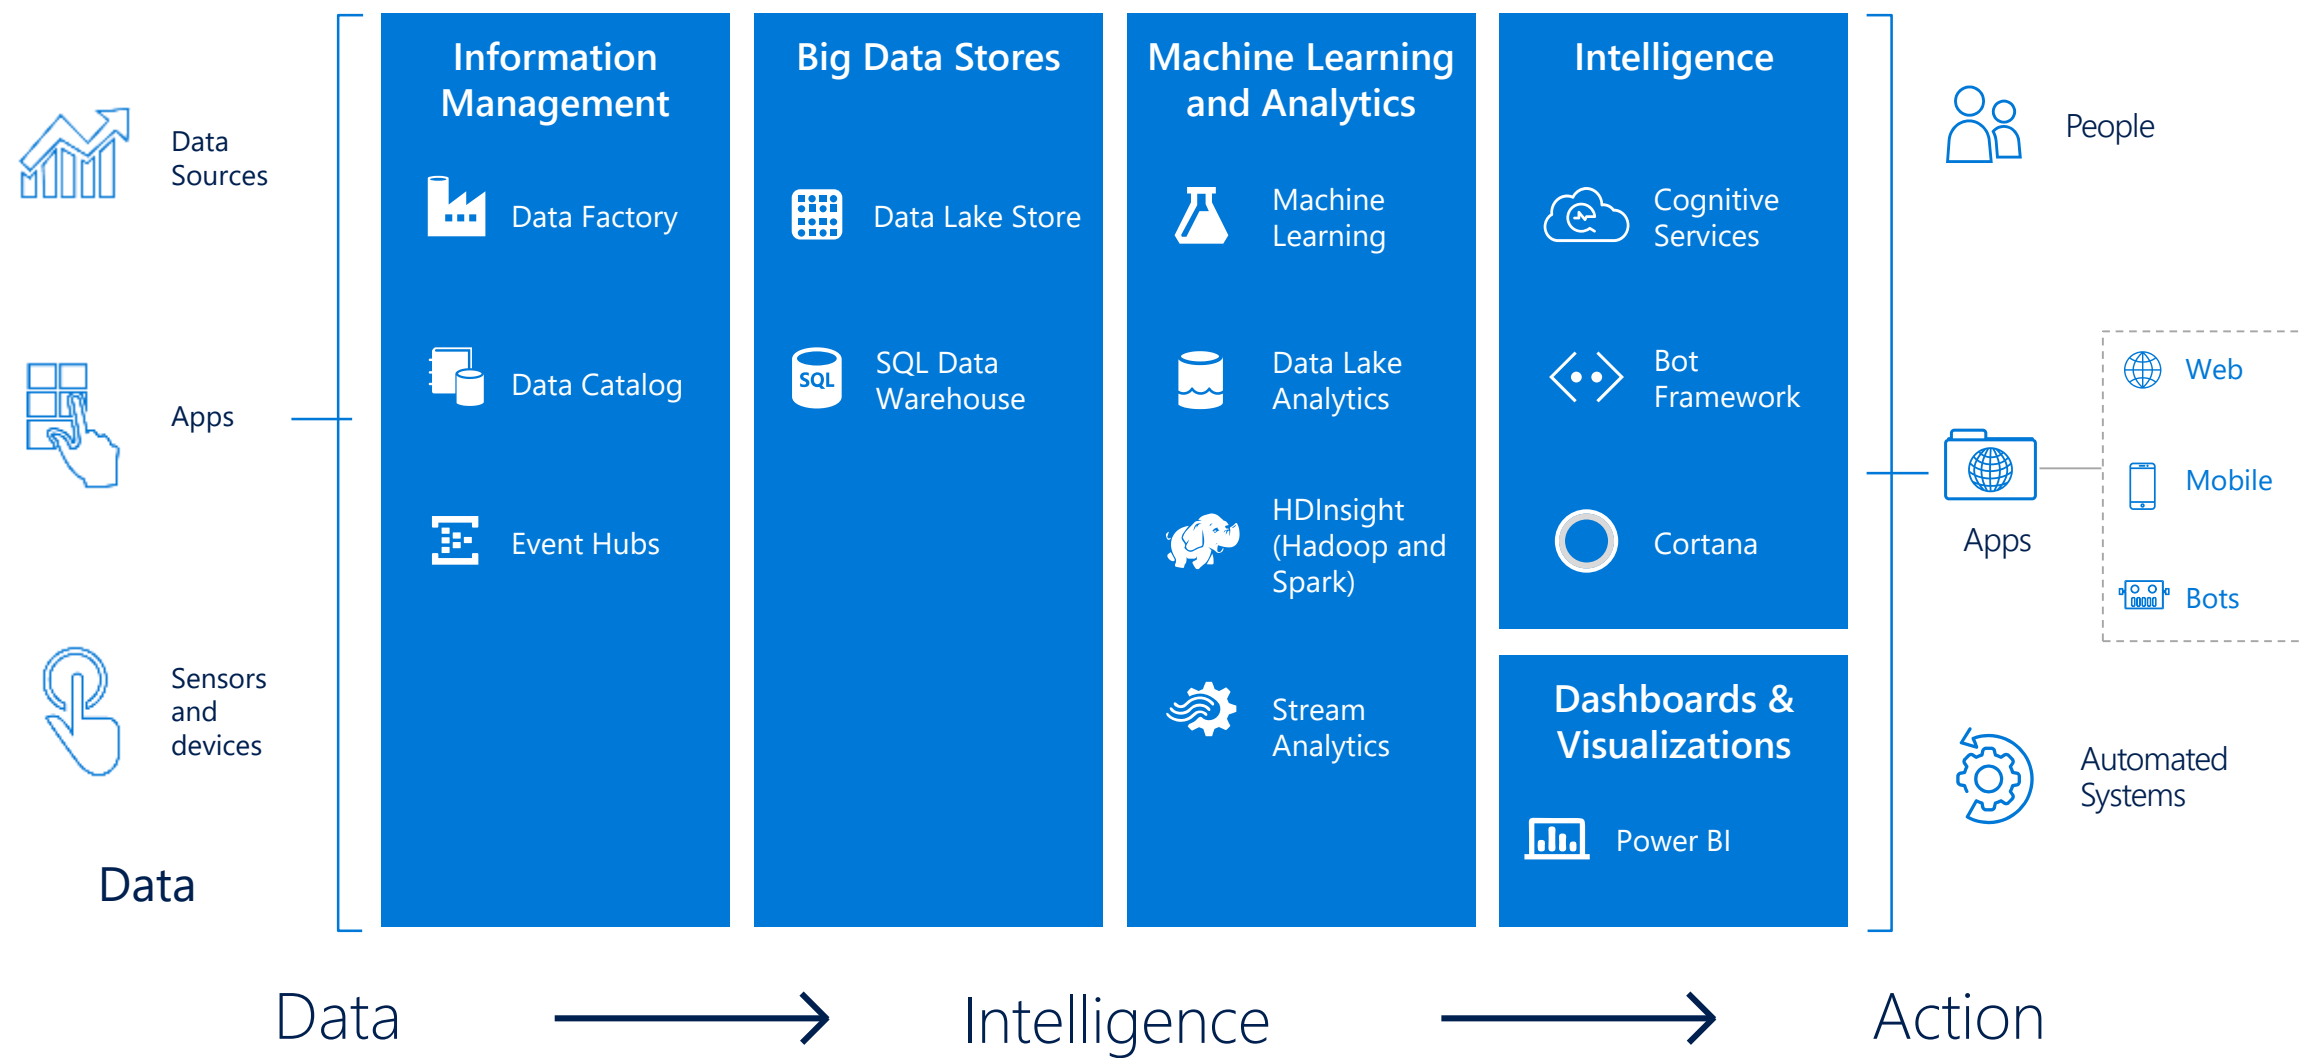 Data
Sources
Apps
Sensors
and
devices
Data
Information
Management
Data Factory
Data Catalog
Event Hubs
Big Data Stores
Data Lake Store
SQL
SQL Data
Warehouse
Machine Learning
and Analytics
Machine
Learning
Data Lake
Analytics
HDInsight
(Hadoop and
Spark)
Stream
Analytics
Intelligence
Cognitive
Services
Bot
Framework
Cortana
Dashboards &
Visualizations
Power BI
People
Apps
Web
Mobile
Bots
Automated
Systems
Data
Intelligence
Action